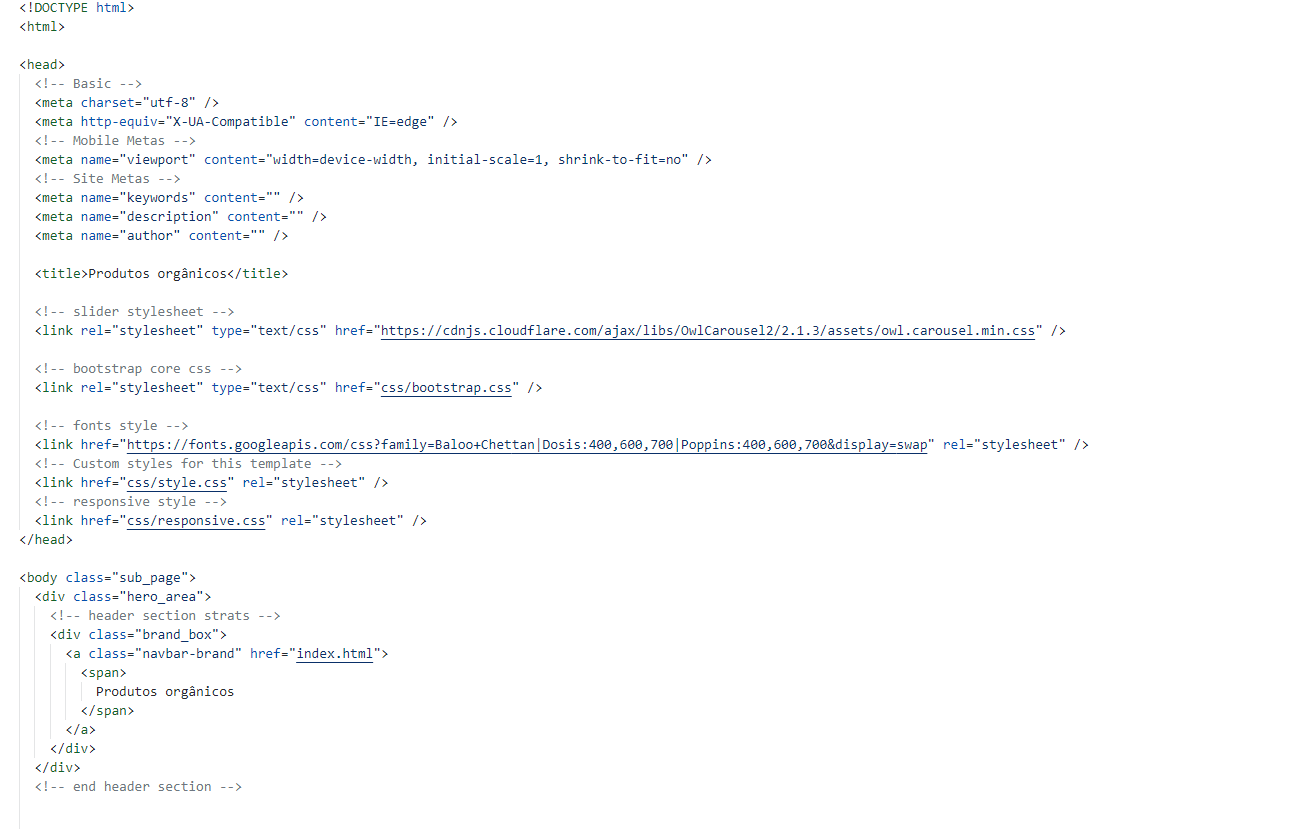 <!DOCTYPE html>
<html>
<head>
<!-- Basic -->
<meta charset="utf-8" />
<meta http-equiv="X-UA-Compatible" content="IE=edge" />
<!-- Mobile Metas -->
<meta name="viewport" content="width=device-width, initial-scale=1, shrink-to-fit=no" />
<!-- Site Metas -->
<meta name="keywords" content="" />
<meta name="description" content="" />
<meta name="author" content="" />
<title>Produtos orgânicos</title>
<!-- slider stylesheet -->
<link rel="stylesheet" type="text/css" href="https://cdnjs.cloudflare.com/ajax/libs/OwlCarousel2/2.1.3/assets/owl.carousel.min.css" />
<!-- bootstrap core css -->
<link rel="stylesheet" type="text/css" href="css/bootstrap.css" />
<!-- fonts style -->
<link href="https://fonts.googleapis.com/css?family=Baloo+Chettan|Dosis:400,600,700|Poppins:400,600,700&display=swap" rel="stylesheet" />
<!-- Custom styles for this template -->
<link href="css/style.css" rel="stylesheet" />
<!-- responsive style -->
<link href="css/responsive.css" rel="stylesheet" />
</head>
<body class="sub_page">
<div class="hero_area">
<!-- header section strats -->
<div class="brand_box">
<a class="navbar-brand" href="index.html">
<span>
Produtos orgânicos
</span>
</a>
</div>
</div>
<!-- end header section -->